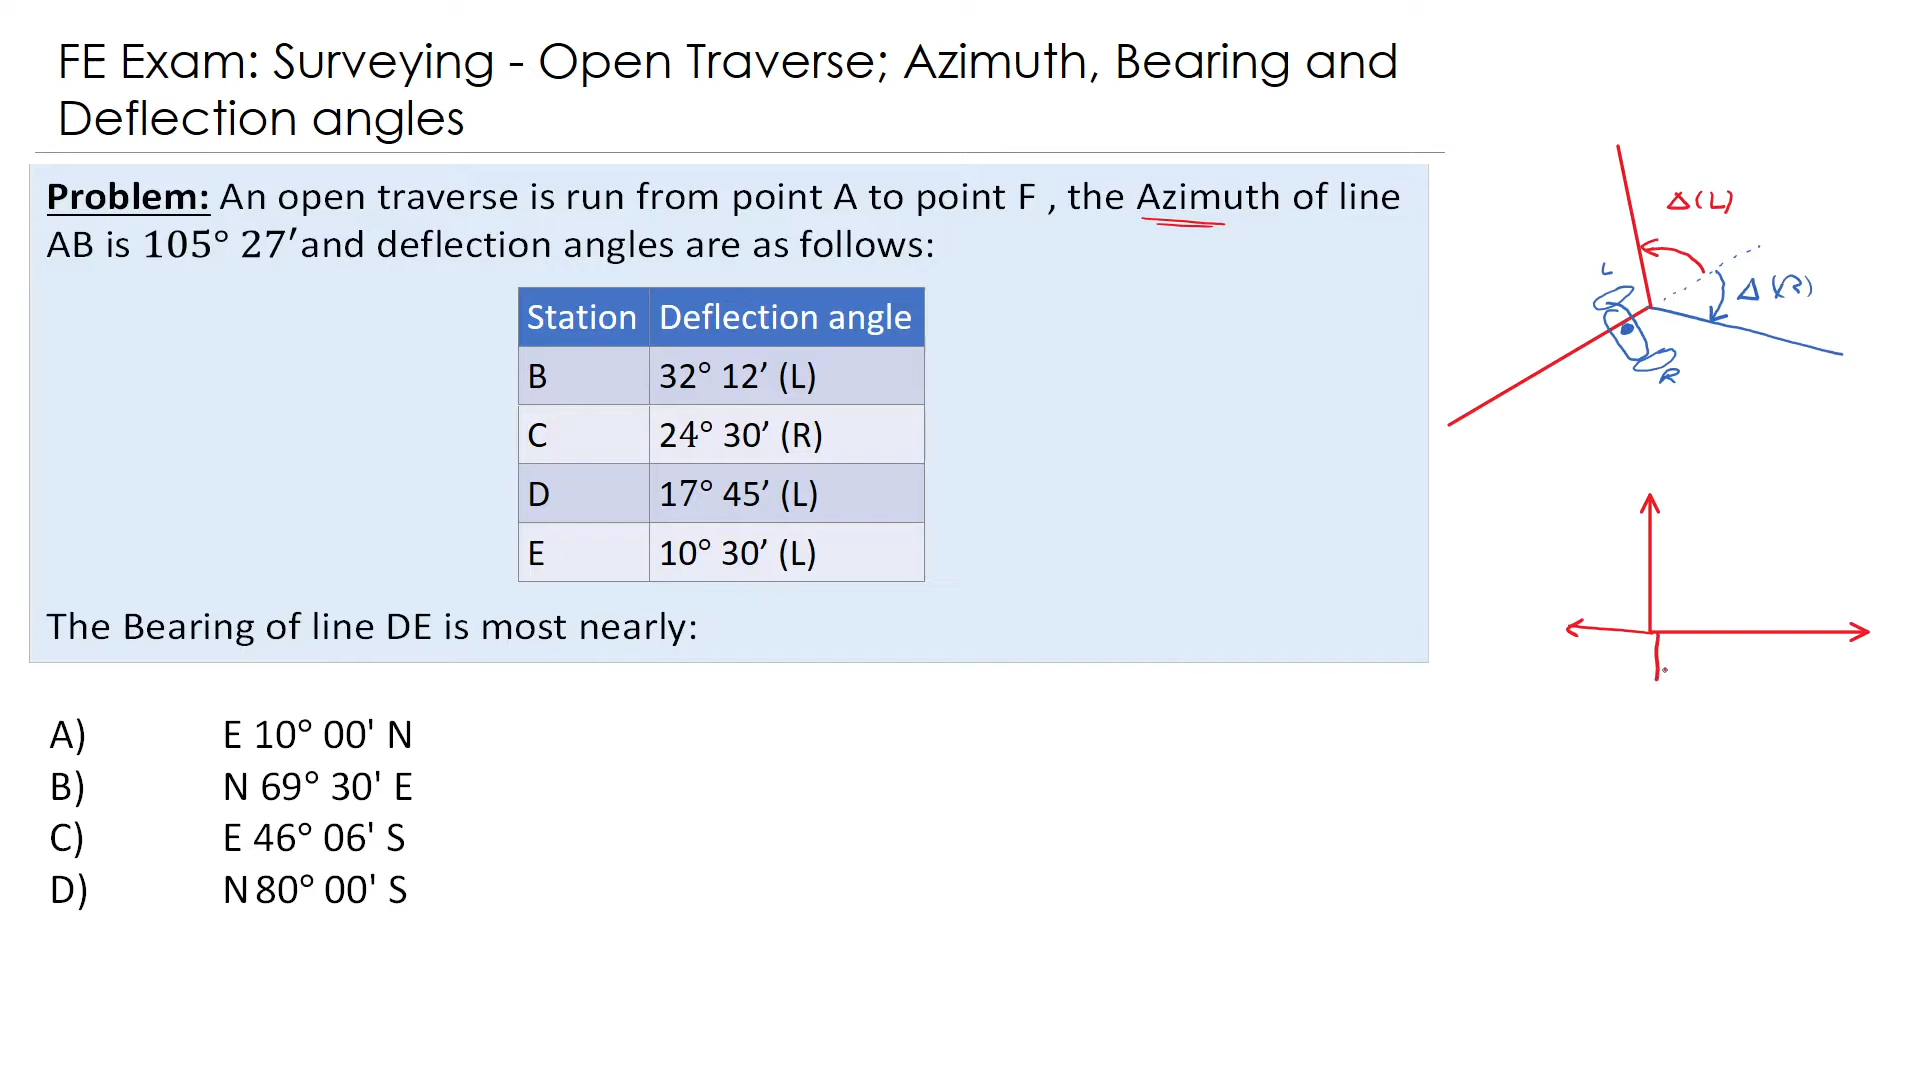 FE Exam: Surveying - Open Traverse; Azimuth, Bearing and
Deflection angles
Problem: An open traverse is run from point A to point F , the Azimuth of line
AB is 105° 27′and deflection angles are as follows:
Station Deflection angle
B 32° 12’ (L)
C 24° 30’ (R)
D 17° 45’ (L)
E 10° 30’ (L)
The Bearing of line DE is most nearly:
A) E 10° 00' N
B) N 69° 30' E
C) E 46° 06' S
D) N 80° 00' S
Δ(L)
L
Δ(R)
R